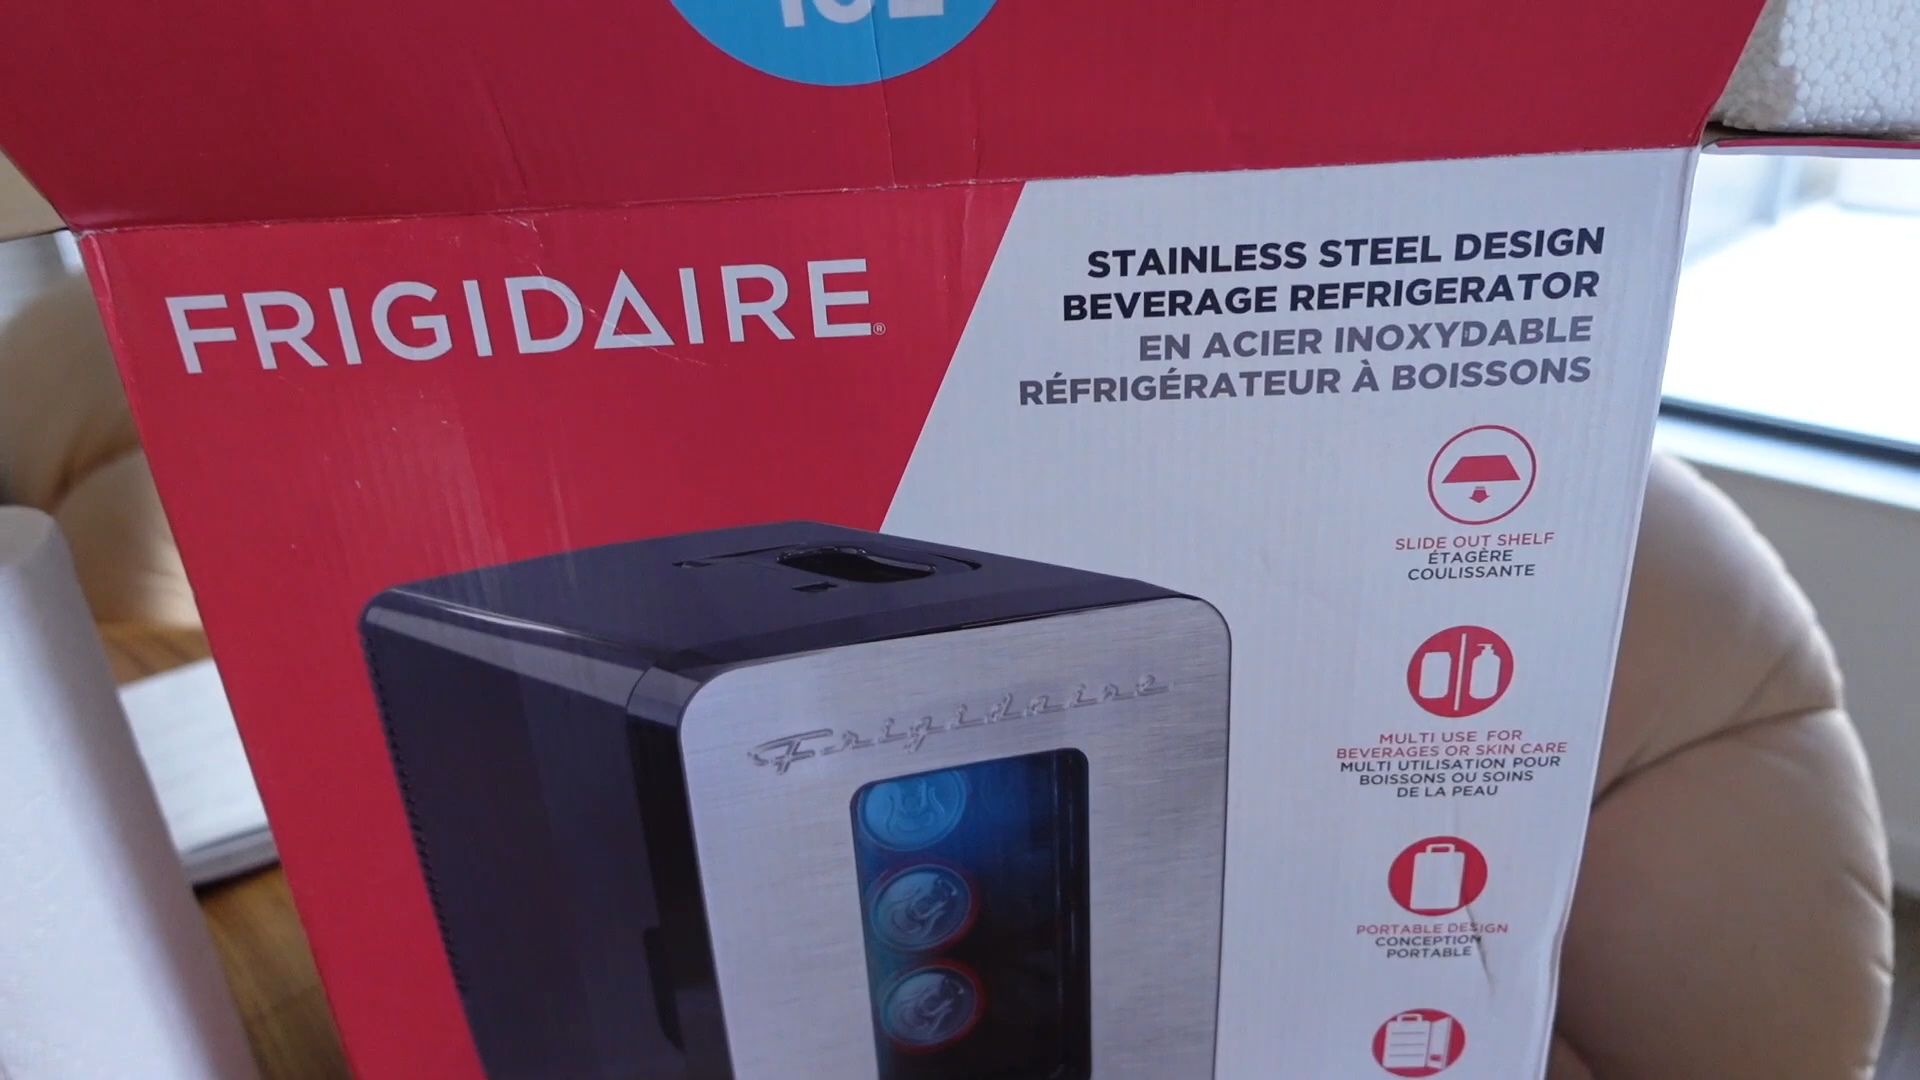 ICE
FRIGIDAIRE®
STAINLESS STEEL DESIGN
BEVERAGE REFRIGERATOR
EN ACIER INOXYDABLE
RÉFRIGÉRATEUR À BOISSONS
SLIDE OUT SHELF
ÉTAGÈRE
COULISSANTE
MULTI USE FOR
BEVERAGES OR SKIN CARE
MULTI UTILISATION POUR
BOISSONS OU SOINS
DE LA PEAU
PORTABLE DESIGN
CONCEPTION
PORTABLE
Frigidaire